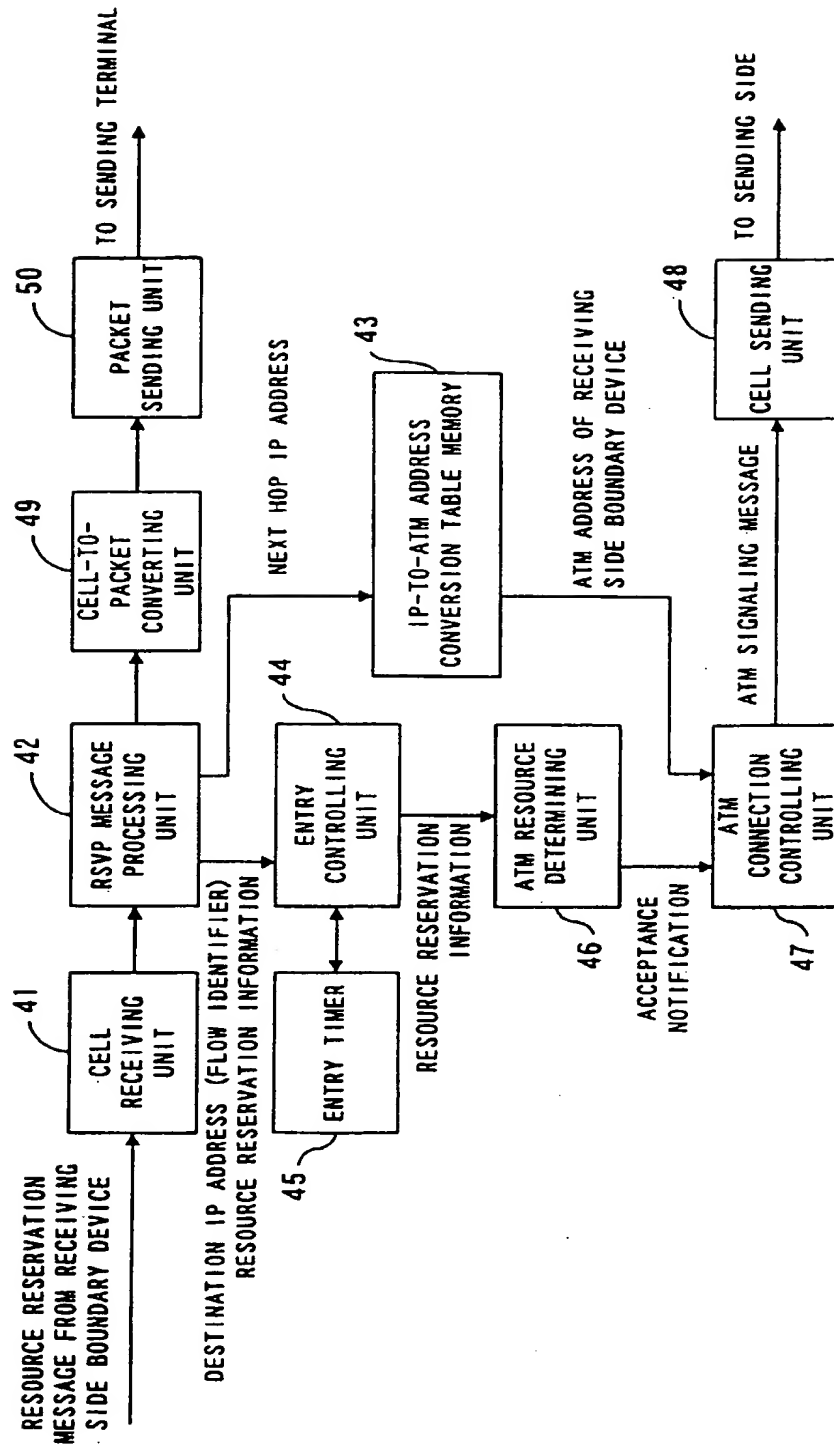 RESOURCE RESERVATION
MESSAGE FROM RECEIVING
SIDE BOUNDARY DEVICE
41
CELL
RECEIVING
UNIT
42
RSVP MESSAGE
PROCESSING
UNIT
49
CELL-TO-
PACKET
CONVERTING
UNIT
50
PACKET
SENDING UNIT
TO SENDING TERMINAL
DESTINATION IP ADDRESS (FLOW IDENTIFIER)
RESOURCE RESERVATION INFORMATION
NEXT HOP IP ADDRESS
45
ENTRY TIMER
44
ENTRY
CONTROLLING
UNIT
43
IP-TO-ATM ADDRESS
CONVERSION TABLE MEMORY
RESOURCE RESERVATION
INFORMATION
46
ATM RESOURCE
DETERMINING
UNIT
ATM ADDRESS OF RECEIVING
SIDE BOUNDARY DEVICE
ACCEPTANCE
NOTIFICATION
47
ATM
CONNECTION
CONTROLLING
UNIT
ATM SIGNALING MESSAGE
48
CELL SENDING
UNIT
TO SENDING SIDE